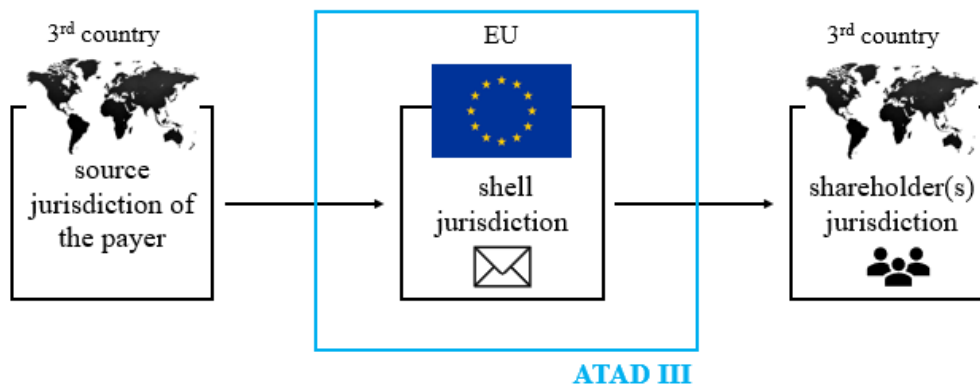 3rd country
source
jurisdiction of
the payer
EU
shell
jurisdiction
ATAD III
3rd country
shareholder(s)
jurisdiction